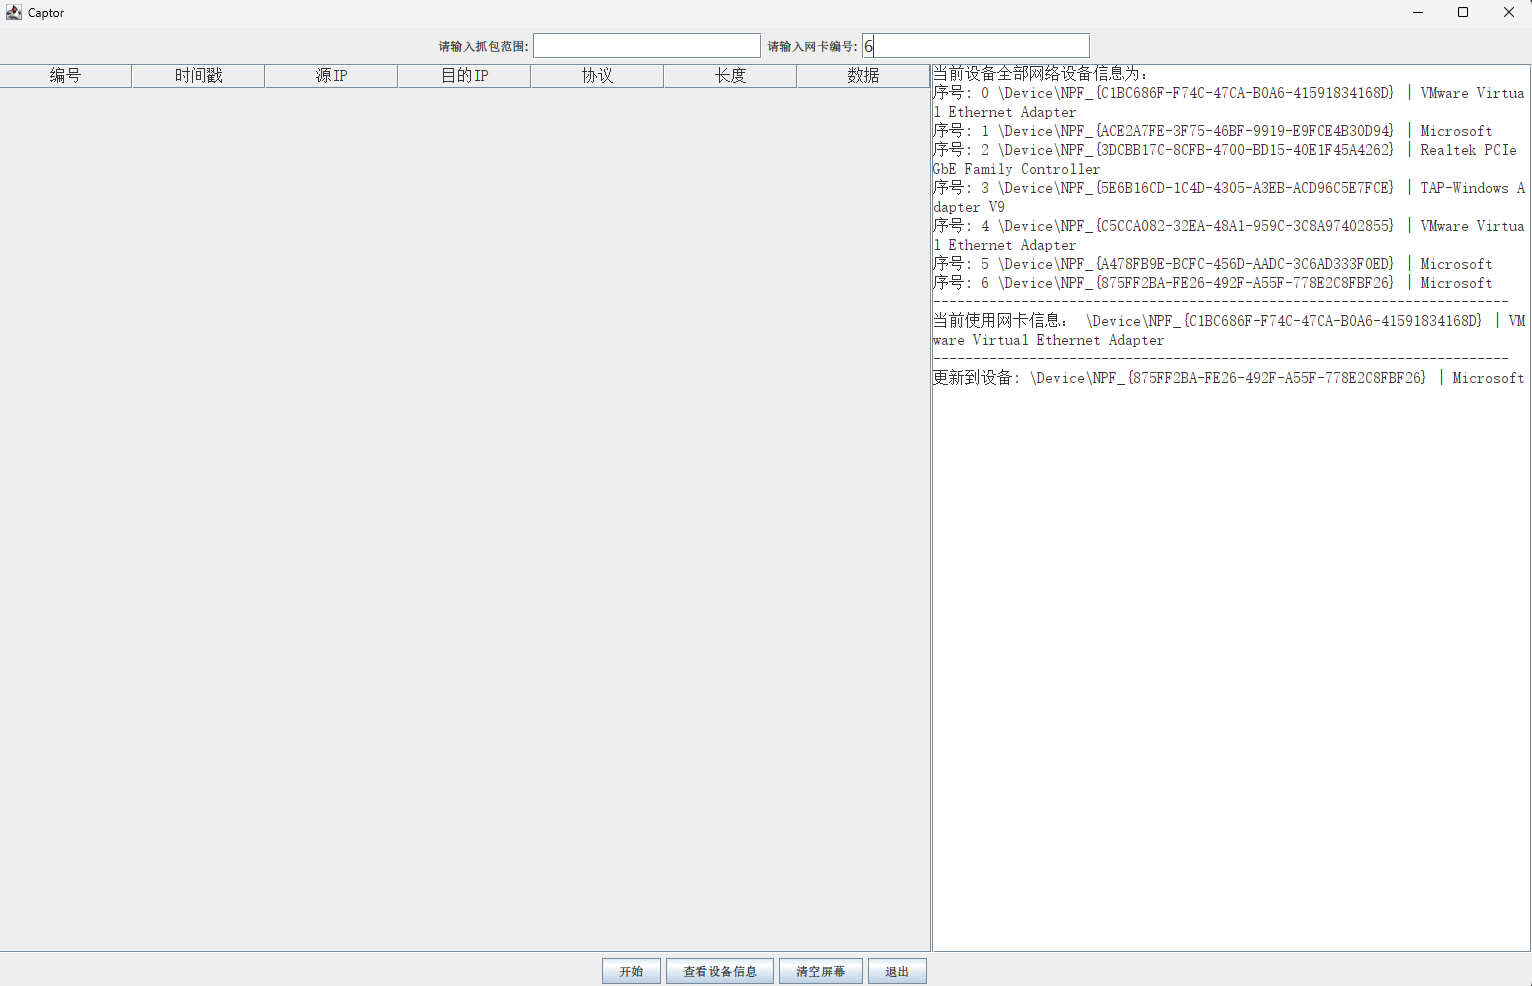 Captor
请输入抓包范围: 请输入网卡编号: 6
编号 时间戳 源IP 目的IP 协议 长度 数据
当前设备全部网络设备信息为:
序号: 0 \Device\NPF_{C1BC686F-F74C-47CA-B0A6-41591834168D} | VMware Virtua
l Ethernet Adapter
序号: 1 \Device\NPF_{ACE2A7FE-3F75-46BF-9919-E9FCE4B30D94} | Microsoft
序号: 2 \Device\NPF_{3DCBB17C-8CFB-4700-BD15-40E1F45A4262} | Realtek PCIe
GbE Family Controller
序号: 3 \Device\NPF_{5E6B16CD-1C4D-4305-A3EB-ACD96C5E7FCE} | TAP-Windows A
dapter V9
序号: 4 \Device\NPF_{C5CCA082-32EA-48A1-959C-3C8A97402855} | VMware Virtua
l Ethernet Adapter
序号: 5 \Device\NPF_{A478FB9E-BCFC-456D-AADC-3C6AD333F0ED} | Microsoft
序号: 6 \Device\NPF_{875FF2BA-FE26-492F-A55F-778E2C8FBF26} | Microsoft
------------------------------------------------------------------------
当前使用网卡信息: \Device\NPF_{C1BC686F-F74C-47CA-B0A6-41591834168D} | VM
ware Virtual Ethernet Adapter
------------------------------------------------------------------------
更新到设备: \Device\NPF_{875FF2BA-FE26-492F-A55F-778E2C8FBF26} | Microsoft
开始 查看设备信息 清空屏幕 退出